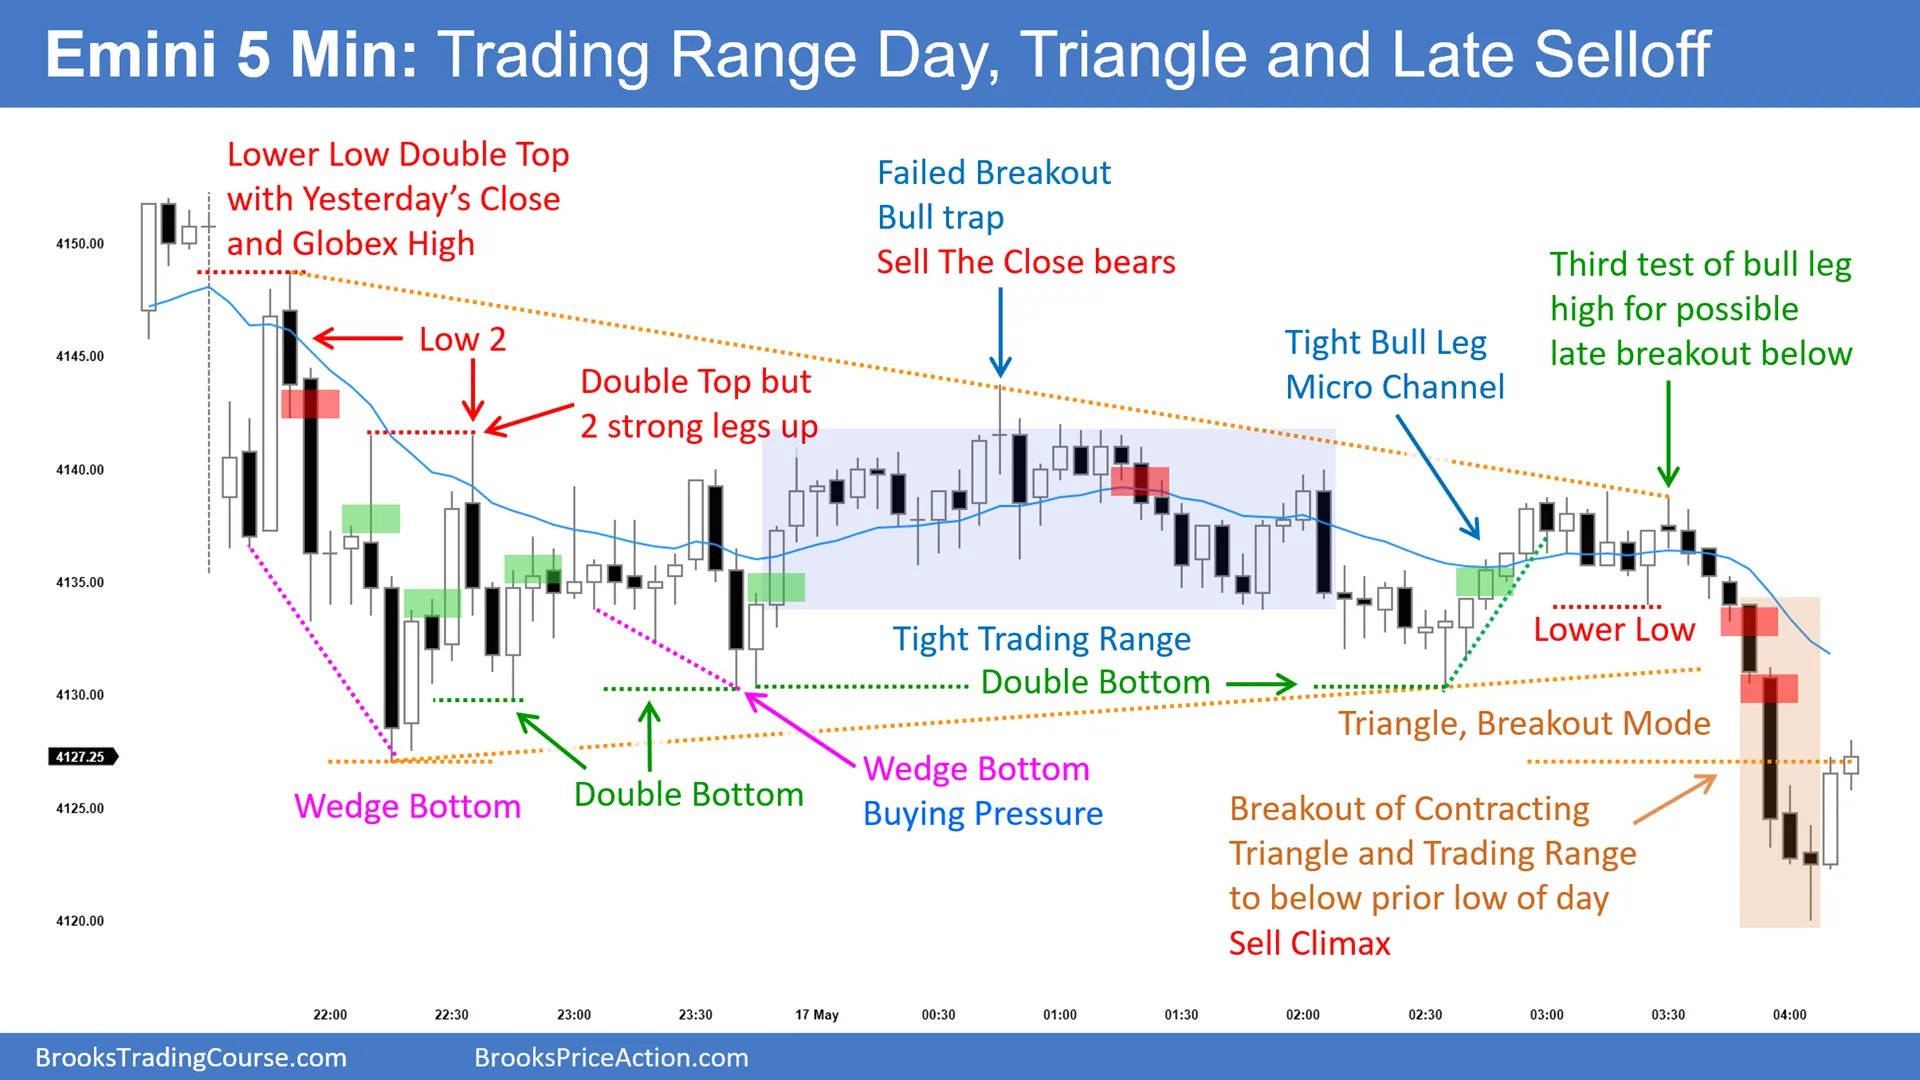 Emini 5 Min: Trading Range Day, Triangle and Late Selloff
Lower Low Double Top
with Yesterday's Close
and Globex High
Failed Breakout
Bull trap
Sell The Close bears
Third test of bull leg
high for possible
late breakout below
Low 2
Double Top but
2 strong legs up
Tight Bull Leg
Micro Channel
4150.00
4145.00
4140.00
4135.00
4130.00
4127.25
4125.00
4120.00
Tight Trading Range
Double Bottom
Lower Low
Triangle, Breakout Mode
Wedge Bottom
Double Bottom
Wedge Bottom
Buying Pressure
Breakout of Contracting
Triangle and Trading Range
to below prior low of day
Sell Climax
22:00
22:30
23:00
23:30
17 May
00:30
01:00
01:30
02:00
02:30
03:00
03:30
04:00
BrooksTradingCourse.com
BrooksPriceAction.com